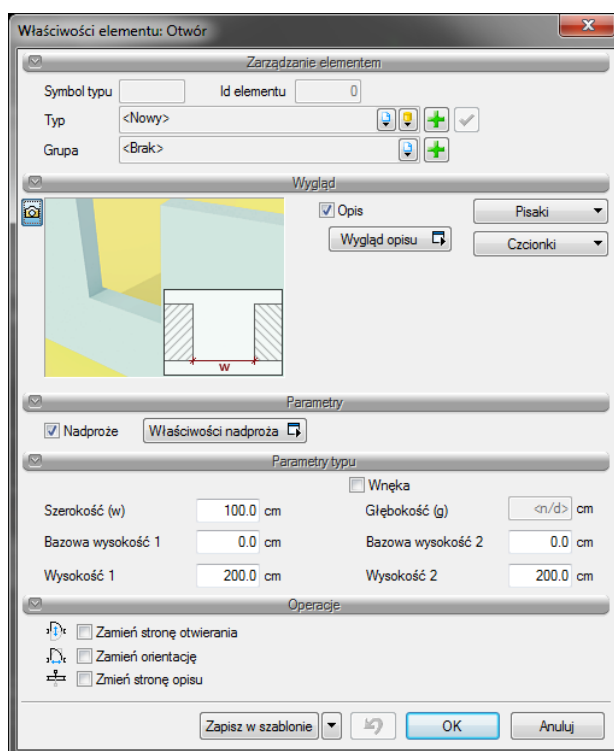 Właściwości elementu: Otwór
Zarządzanie elementem
Symbol typu Id elementu 0
Typ <Nowy>
Grupa <Brak>
Wygląd
Opis Pisaki
Wygląd opisu Czcionki
w
Parametry
Nadproże Właściwości nadproża
Parametry typu
Wnęka
Szerokość (w) 100.0 cm Głębokość (g) <n/d> cm
Bazowa wysokość 1 0.0 cm Bazowa wysokość 2 0.0 cm
Wysokość 1 200.0 cm Wysokość 2 200.0 cm
Operacje
Zamień stronę otwierania
Zamień orientację
Zmień stronę opisu
Zapisz w szablonie OK Anuluj